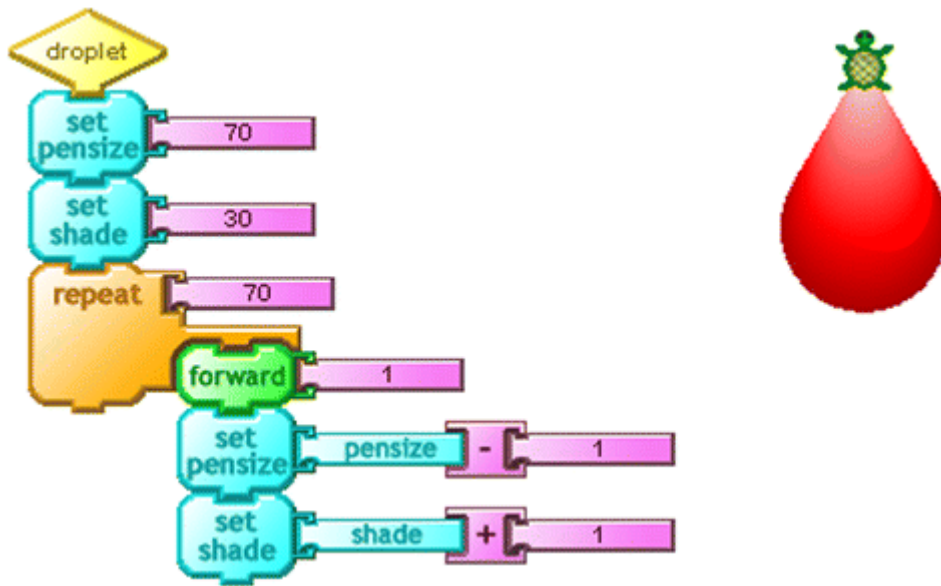 droplet
set
pensize 70
set
shade 30
repeat 70
forward 1
set
pensize pensize - 1
set
shade shade + 1